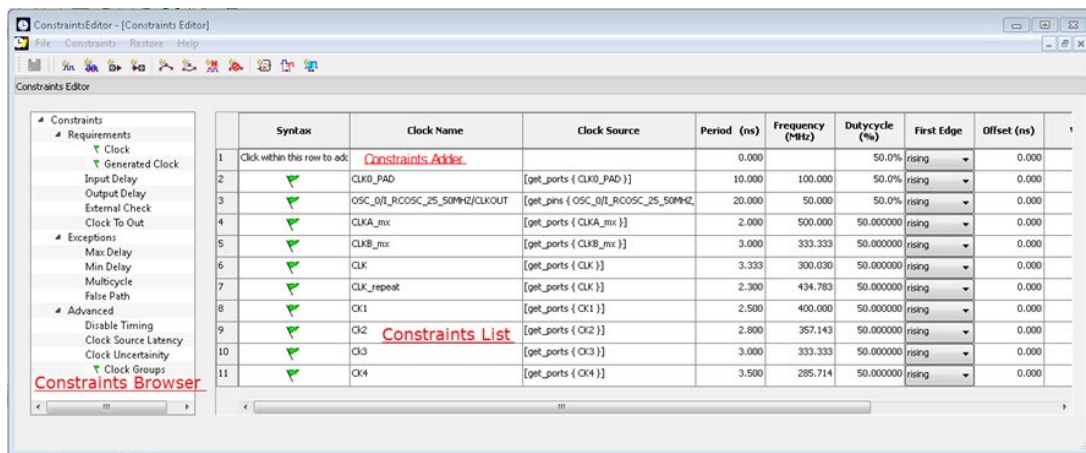 ConstraintsEditor - [Constraints Editor]
File Constraints Restore Help
Constraints Editor
Constraints
Requirements
Clock
Generated Clock
Input Delay
Output Delay
External Check
Clock To Out
Exceptions
Max Delay
Min Delay
Multicycle
False Path
Advanced
Disable Timing
Clock Source Latency
Clock Uncertainity
Clock Groups
Constraints Browser
Syntax Clock Name Clock Source Period (ns) Frequency (MHz) Dutycycle (%) First Edge Offset (ns)
1 Click within this row to add Constraints Adder 0.000 50.0% rising 0.000
2 CLK0_PAD [get_ports { CLK0_PAD }] 10.000 100.000 50.0% rising 0.000
3 OSC_0/I_RCOSC_25_50MHZ/CLKOUT [get_pins { OSC_0/I_RCOSC_25_50MHZ, 20.000 50.000 50.0% rising 0.000
4 CLKA_mx [get_ports { CLKA_mx }] 2.000 500.000 50.000000 rising 0.000
5 CLKB_mx [get_ports { CLKB_mx }] 3.000 333.333 50.000000 rising 0.000
6 CLK [get_ports { CLK }] 3.333 300.030 50.000000 rising 0.000
7 CLK_repeat [get_ports { CLK }] 2.300 434.783 50.000000 rising 0.000
8 CK1 [get_ports { CK1 }] 2.500 400.000 50.000000 rising 0.000
9 Ck2 Constraints List [get_ports { CK2 }] 2.800 357.143 50.000000 rising 0.000
10 Ck3 [get_ports { CK3 }] 3.000 333.333 50.000000 rising 0.000
11 CK4 [get_ports { CK4 }] 3.500 285.714 50.000000 rising 0.000